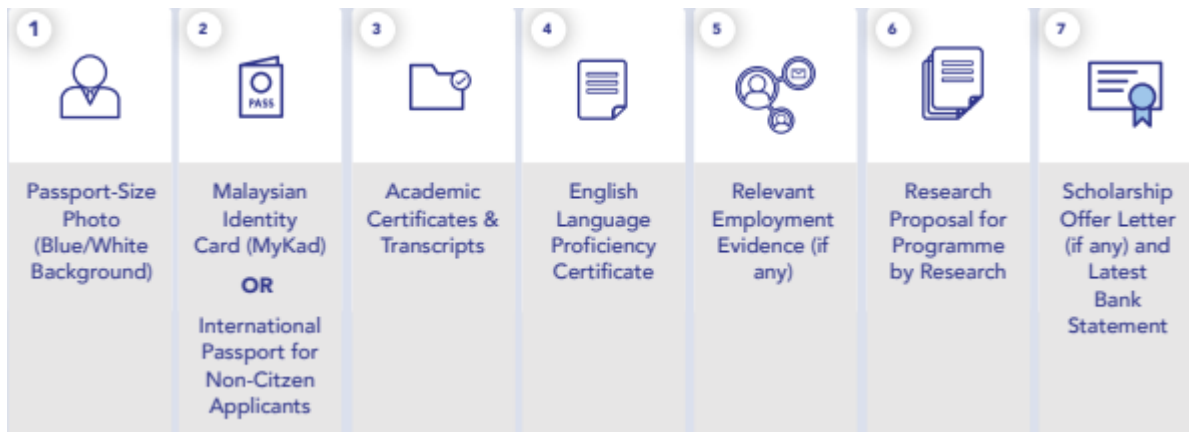 1
Passport-Size
Photo
(Blue/White
Background)
2
PASS
Malaysian
Identity
Card (MyKad)
OR
International
Passport for
Non-Citzen
Applicants
3
Academic
Certificates &
Transcripts
4
English
Language
Proficiency
Certificate
5
Relevant
Employment
Evidence (if
any)
6
Research
Proposal for
Programme
by Research
7
Scholarship
Offer Letter
(if any) and
Latest
Bank
Statement